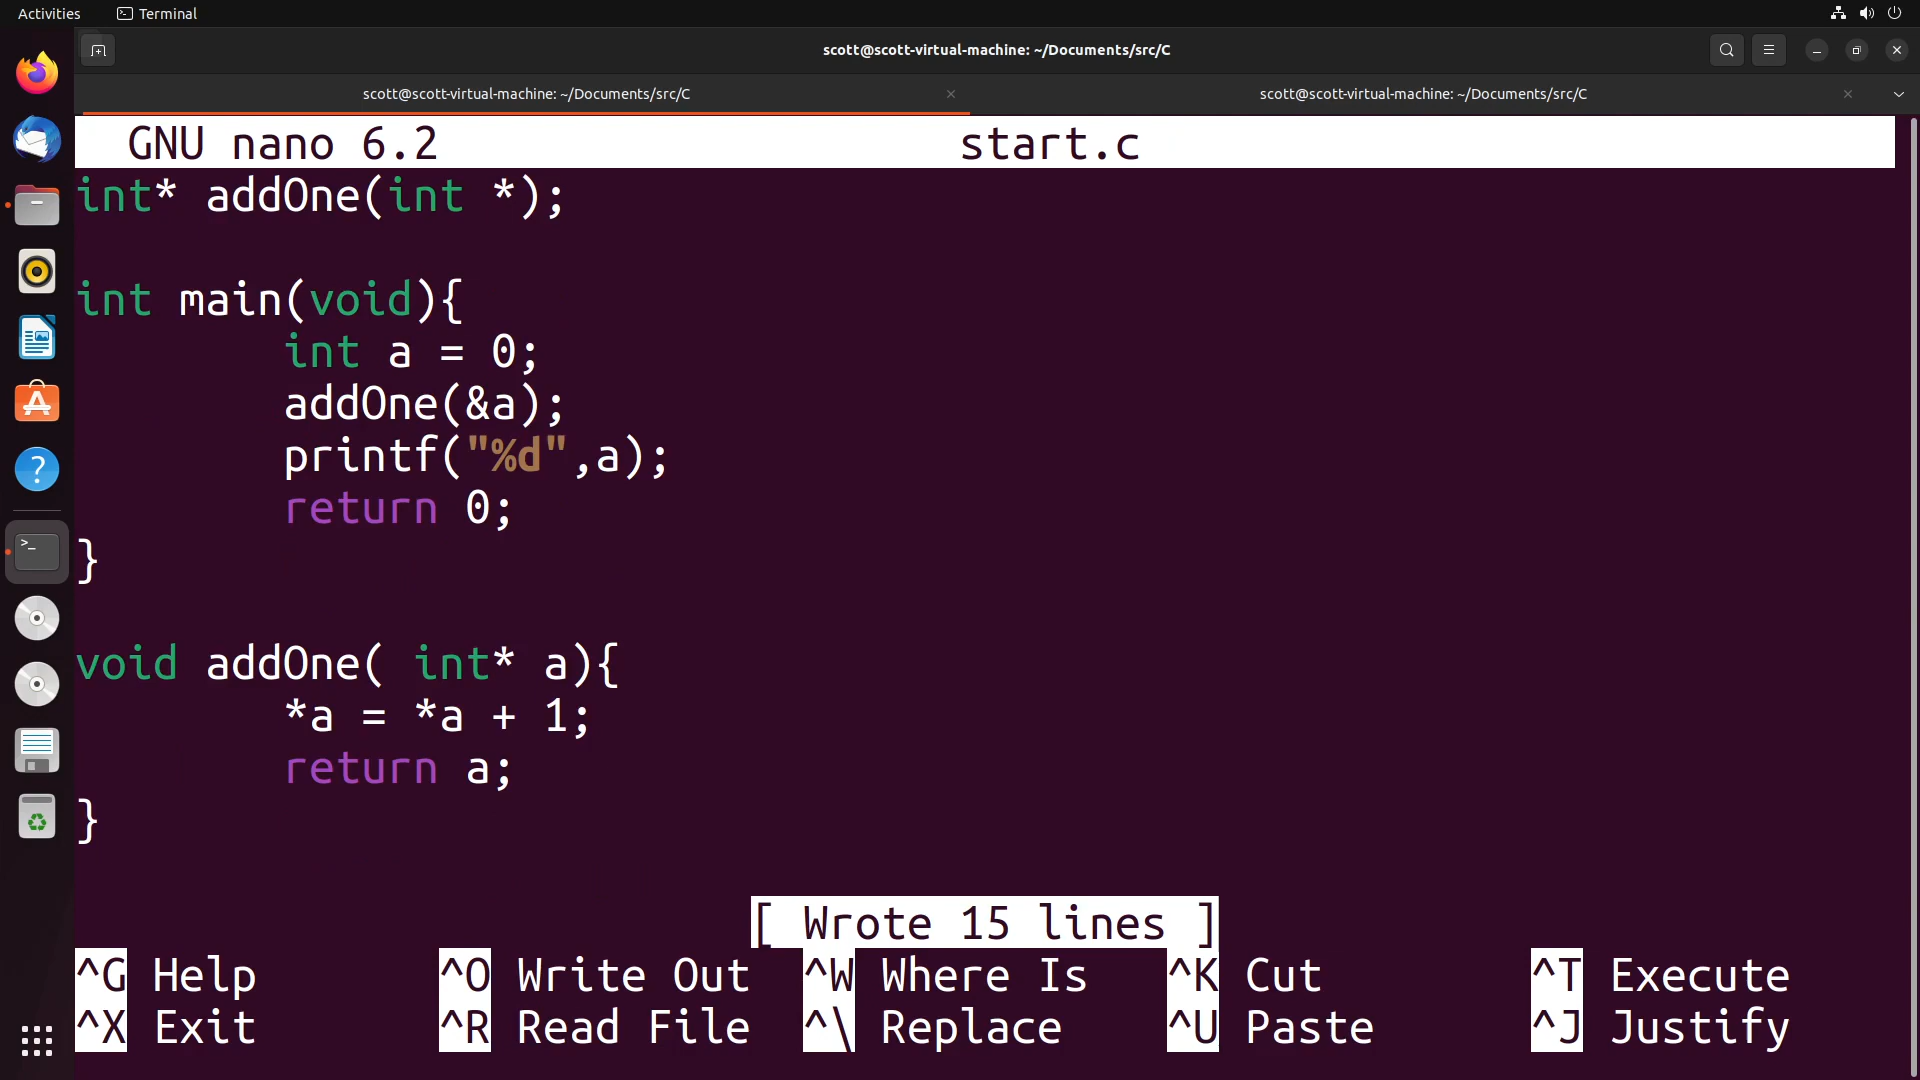 Activities
Terminal
scott@scott-virtual-machine: ~/Documents/src/C
scott@scott-virtual-machine: ~/Documents/src/C
scott@scott-virtual-machine: ~/Documents/src/C
GNU nano 6.2 start.c
int* addOne(int *);
int main(void){
int a = 0;
addOne(&a);
printf("%d",a);
return 0;
}
void addOne( int* a){
*a = *a + 1;
return a;
}
[ Wrote 15 lines ]
^G Help ^O Write Out ^W Where Is ^K Cut ^T Execute
^X Exit ^R Read File ^\ Replace ^U Paste ^J Justify